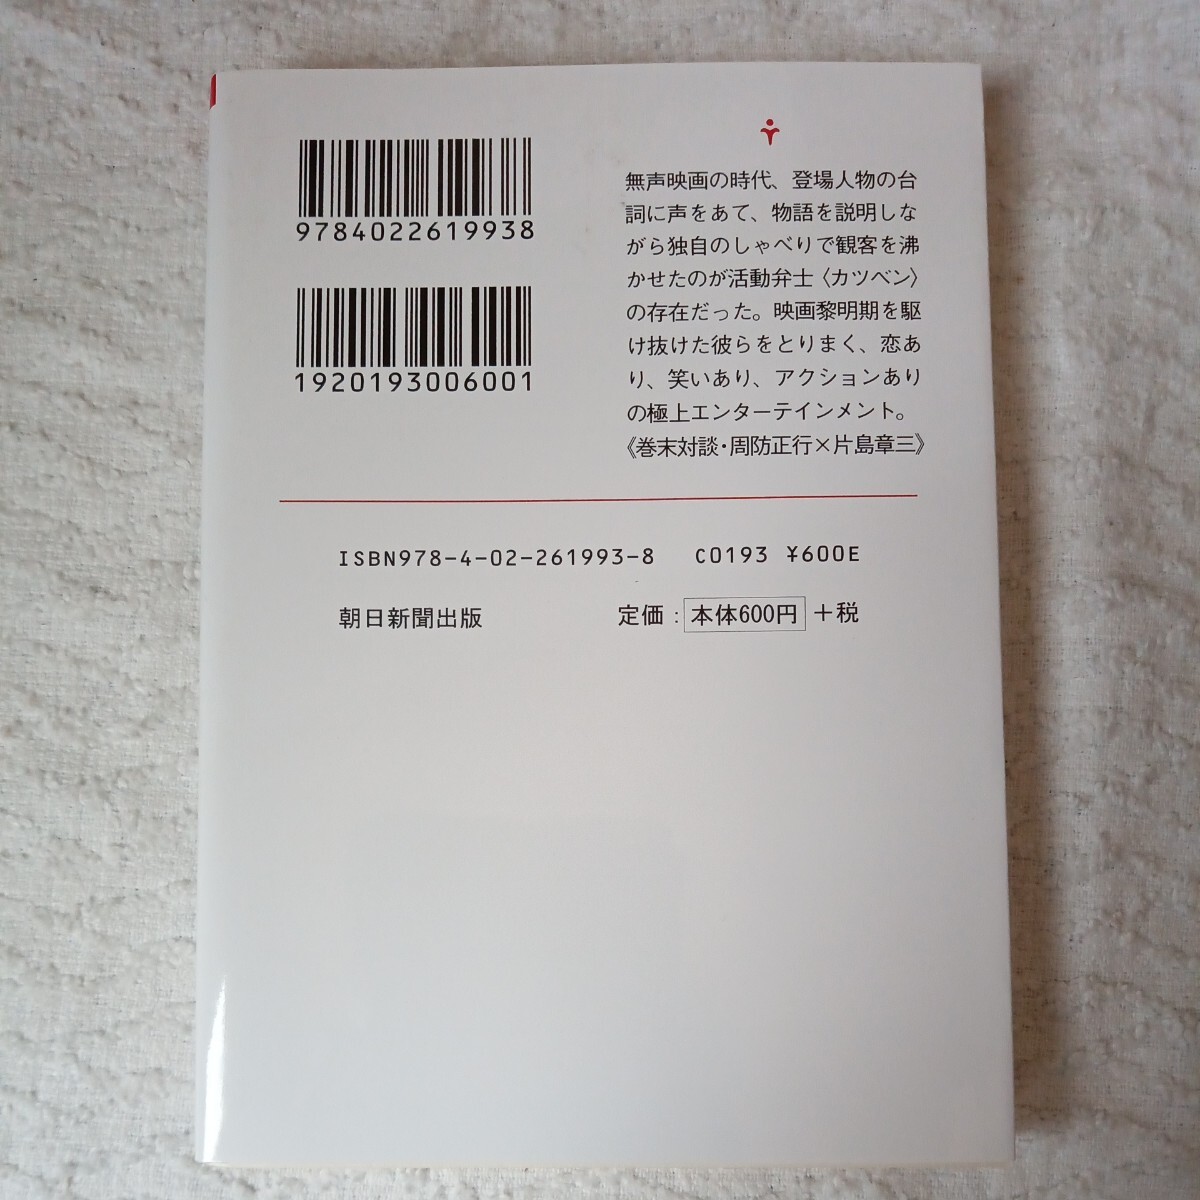 9784022619938
1920193006001
無声映画の時代、登場人物の台
詞に声をあて、物語を説明しな
がら独自のしゃべりで観客を沸
かせたのが活動弁士〈カツベン〉
の存在だった。映画黎明期を駆
け抜けた彼らをとりまく、恋あ
り、笑いあり、アクションあり
の極上エンターテインメント。
《巻末対談・周防正行×片島章三》
ISBN978-4-02-261993-8 C0193 ¥600E
朝日新聞出版 定価：本体600円＋税